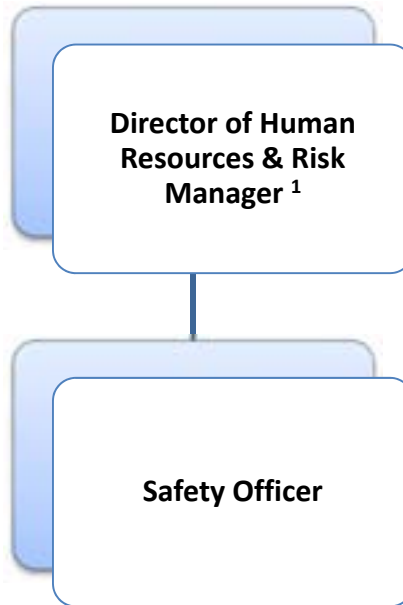 Director of Human
Resources & Risk
Manager ¹
Safety Officer